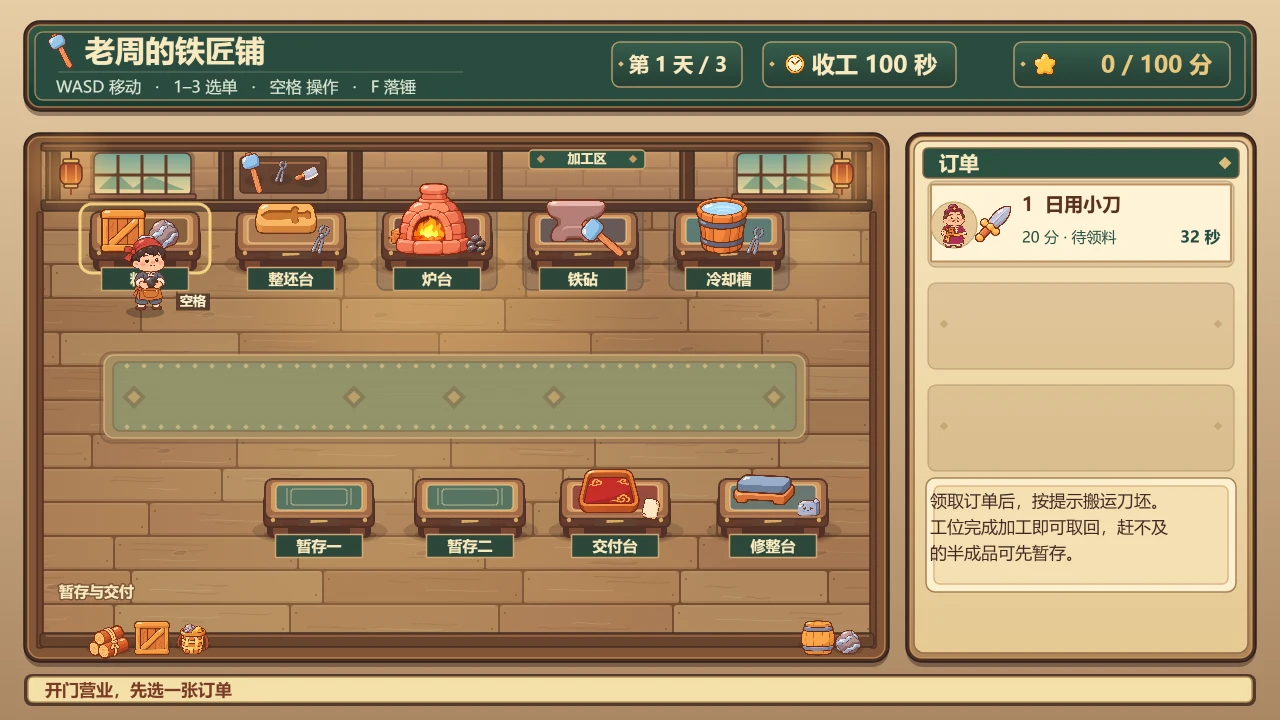 老周的铁匠铺
WASD 移动 · 1–3 选单 · 空格 操作 · F 落锤
第 1 天 / 3
收工 100 秒
0 / 100 分
加工区
整坯台
炉台
铁砧
冷却槽
空格
暂存一
暂存二
交付台
修整台
暂存与交付
订单
1 日用小刀
20 分 · 待领料
32 秒
领取订单后，按提示搬运刀坯。
工位完成加工即可取回，赶不及
的半成品可先暂存。
开门营业，先选一张订单